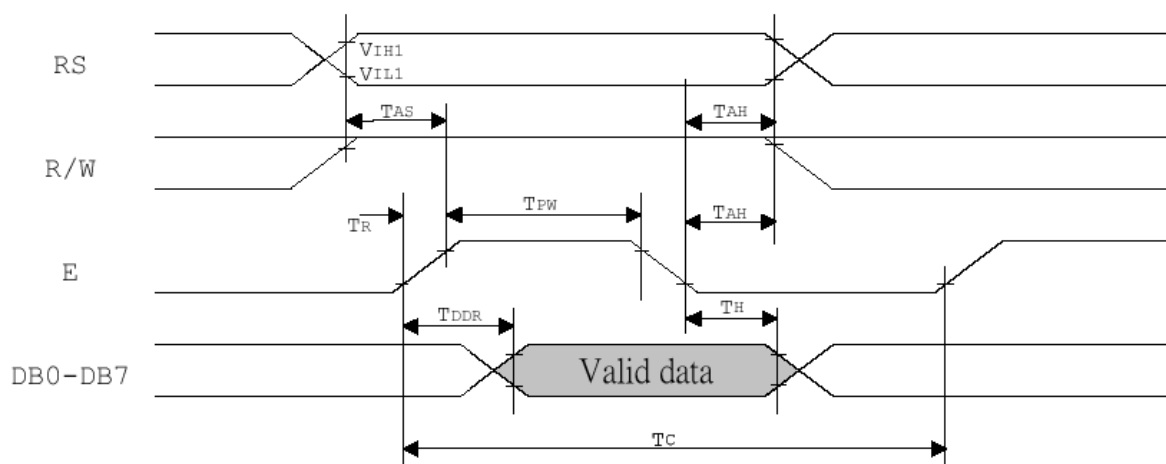 RS
VIH1
VIL1
TAS
TAH
R/W
TR
TPW
TAH
E
TDDR
TH
DB0-DB7
Valid data
TC